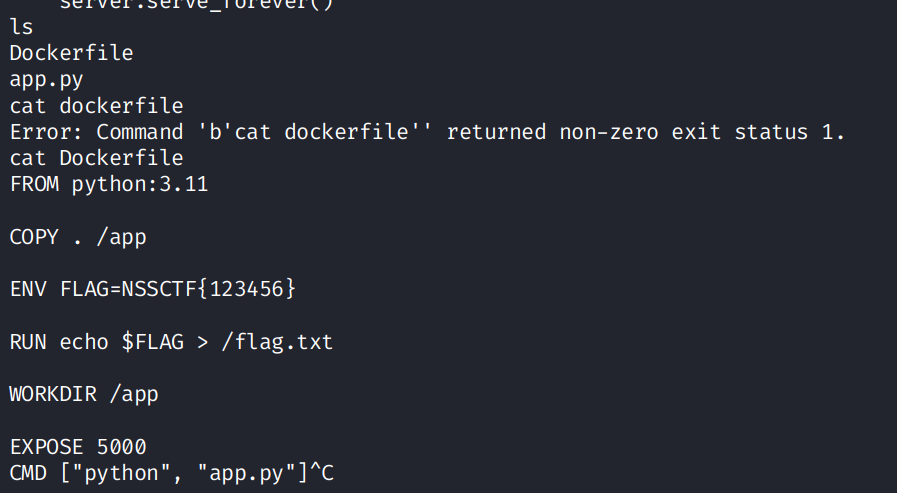 server.serve_forever()
ls
Dockerfile
app.py
cat dockerfile
Error: Command 'b'cat dockerfile'' returned non-zero exit status 1.
cat Dockerfile
FROM python:3.11
COPY . /app
ENV FLAG=NSSCTF{123456}
RUN echo $FLAG > /flag.txt
WORKDIR /app
EXPOSE 5000
CMD ["python", "app.py"]^C